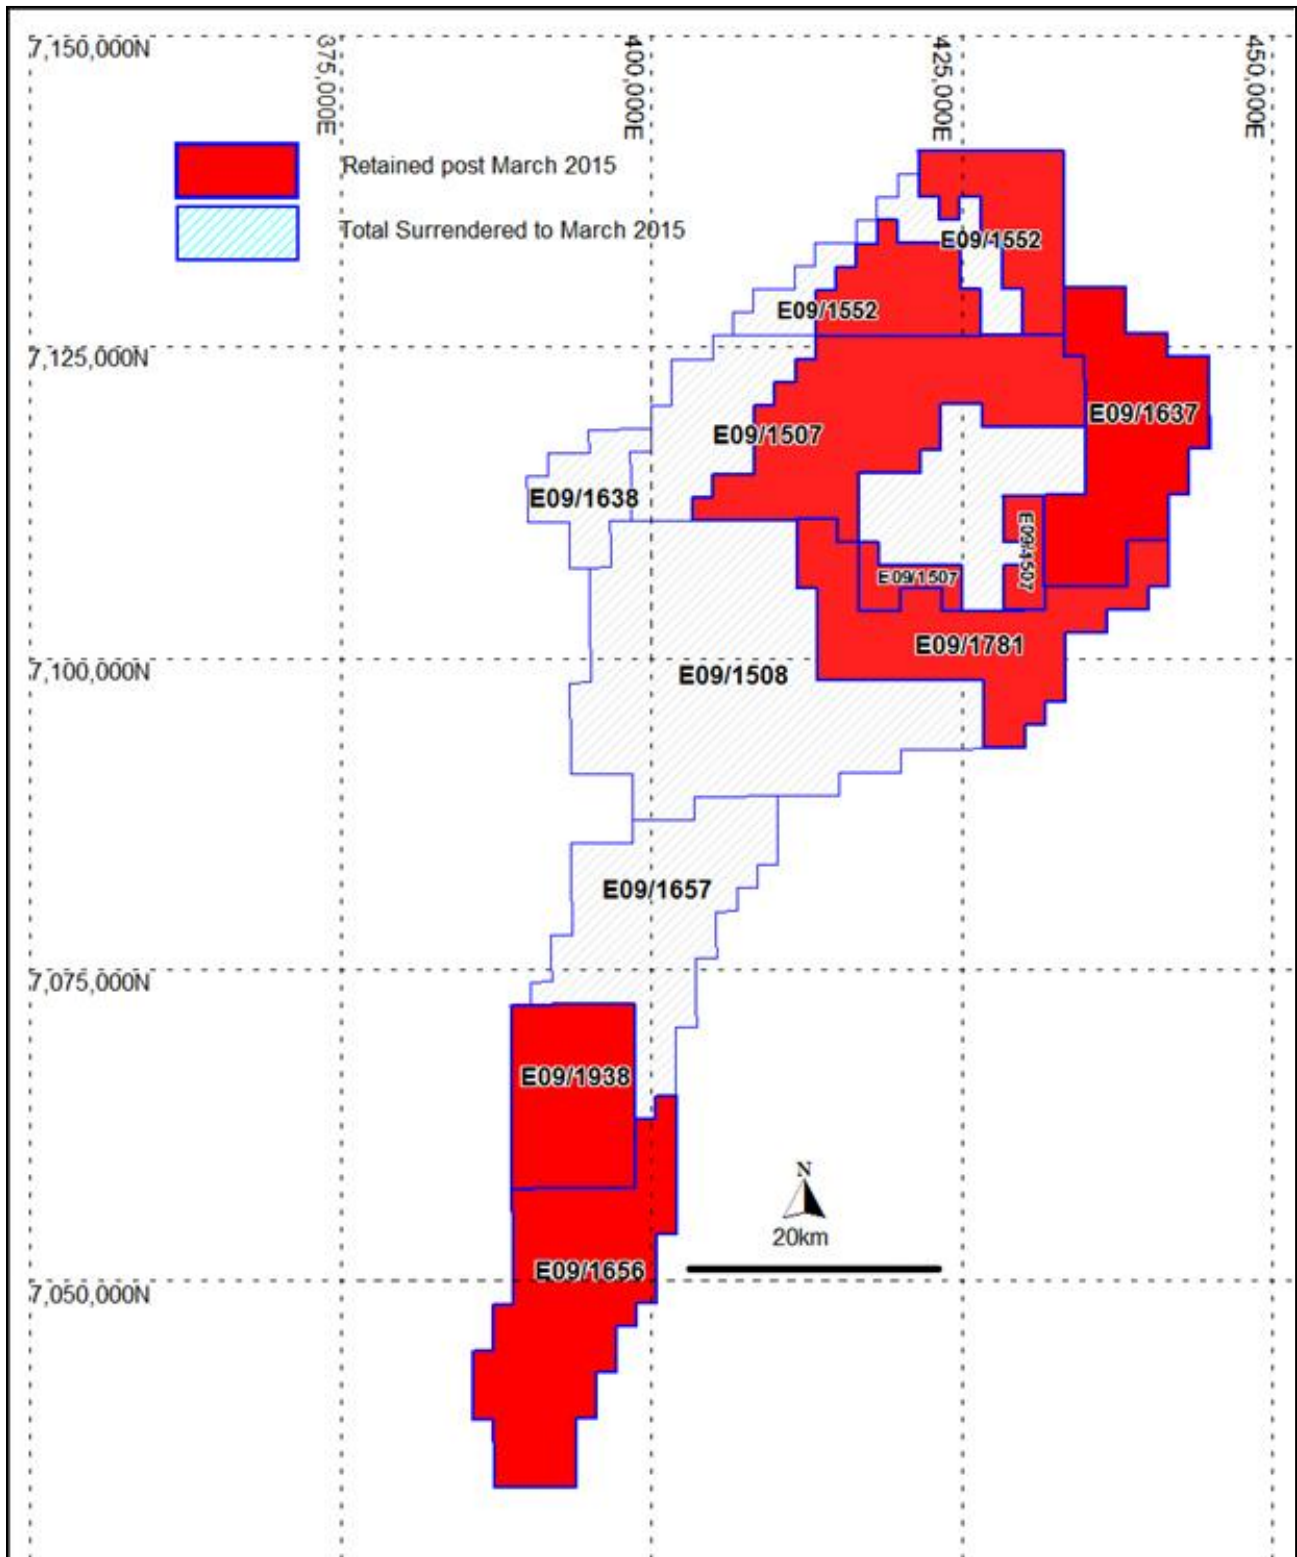 7,150,000N
375,000E
400,000E
425,000E
450,000E
Retained post March 2015
Total Surrendered to March 2015
E09/1552
E09/1552
7,125,000N
E09/1637
E09/1507
E09/1638
E09/1507
E09/1507
E09/1781
7,100,000N
E09/1508
E09/1657
7,075,000N
E09/1938
N
20km
E09/1656
7,050,000N